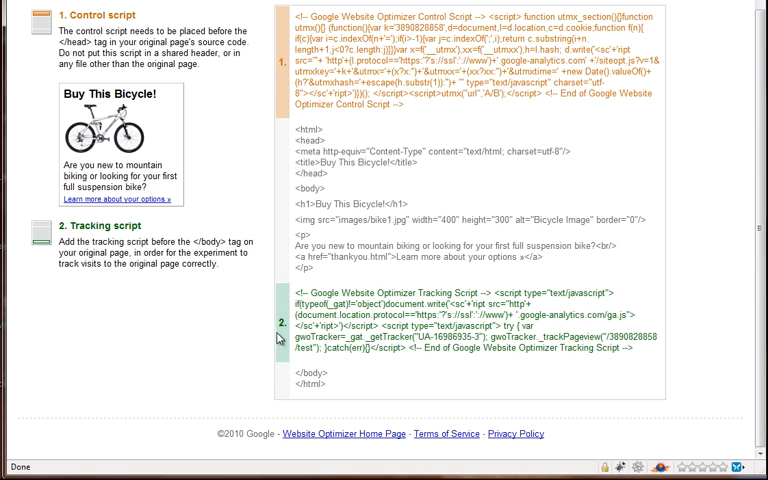 1. Control script
The control script needs to be placed before the
</head> tag in your original page's source code.
Do not put this script in a shared header, or in
any file other than the original page.
Buy This Bicycle!
Are you new to mountain
biking or looking for your first
full suspension bike?
Learn more about your options »
2. Tracking script
Add the tracking script before the </body> tag on
your original page, in order for the experiment to
track visits to the original page correctly.
1.
<!-- Google Website Optimizer Control Script --> <script> function utmx_section(){}function
utmx(){} (function(){var k='3890828858',d=document,l=d.location,c=d.cookie;function f(n){
if(c){var i=c.indexOf(n+'=');if(i>-1){var j=c.indexOf(';',i);return c.substring(i+n.
length+1,j<0?c.length:j)}}}var x=f('__utmx'),xx=f('__utmxx'),h=l.hash; d.write('<sc'+'ript
src="'+ 'http'+(l.protocol=='https:'?'s://ssl':'://www')+'.google-analytics.com' +'/siteopt.js?v=1&
utmxkey='+k+'&utmx='+(x?x:'')+'&utmxx='+(xx?xx:'')+'&utmxtime=' +new Date().valueOf()+
(h?'&utmxhash='+escape(h.substr(1)):'')+ '" type="text/javascript" charset="utf-
8"></sc'+'ript>')})(); </script><script>utmx("url",'A/B');</script> <!-- End of Google Website
Optimizer Control Script -->
<html>
<head>
<meta http-equiv="Content-Type" content="text/html; charset=utf-8"/>
<title>Buy This Bicycle!</title>
</head>
<body>
<h1>Buy This Bicycle!</h1>
<img src="images/bike1.jpg" width="400" height="300" alt="Bicycle Image" border="0"/>
<p>
Are you new to mountain biking or looking for your first full suspension bike?<br/>
<a href="thankyou.html">Learn more about your options »</a>
</p>
2.
<!-- Google Website Optimizer Tracking Script --> <script type="text/javascript">
if(typeof(_gat)!='object')document.write('<sc'+'ript src="http'+
(document.location.protocol=='https:'?'s://ssl':'://www')+ '.google-analytics.com/ga.js">
</sc'+'ript>')</script> <script type="text/javascript"> try { var
gwoTracker=_gat._getTracker("UA-16986935-3"); gwoTracker._trackPageview("/3890828858
/test"); }catch(err){}</script> <!-- End of Google Website Optimizer Tracking Script -->
</body>
</html>
©2010 Google - Website Optimizer Home Page - Terms of Service - Privacy Policy
Done